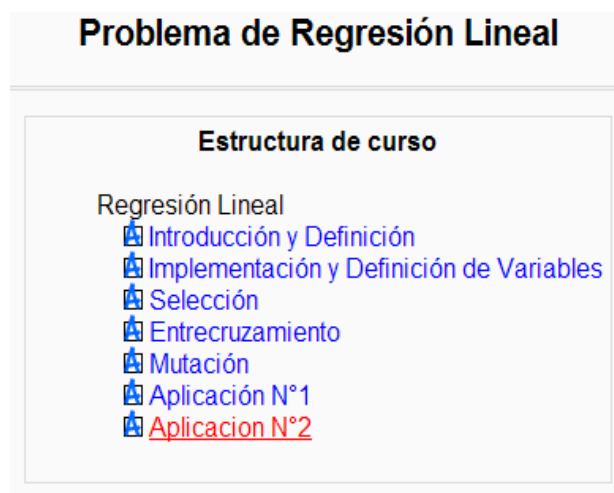 Problema de Regresión Lineal
Estructura de curso
Regresión Lineal
Introducción y Definición
Implementación y Definición de Variables
Selección
Entrecruzamiento
Mutación
Aplicación N°1
Aplicacion N°2